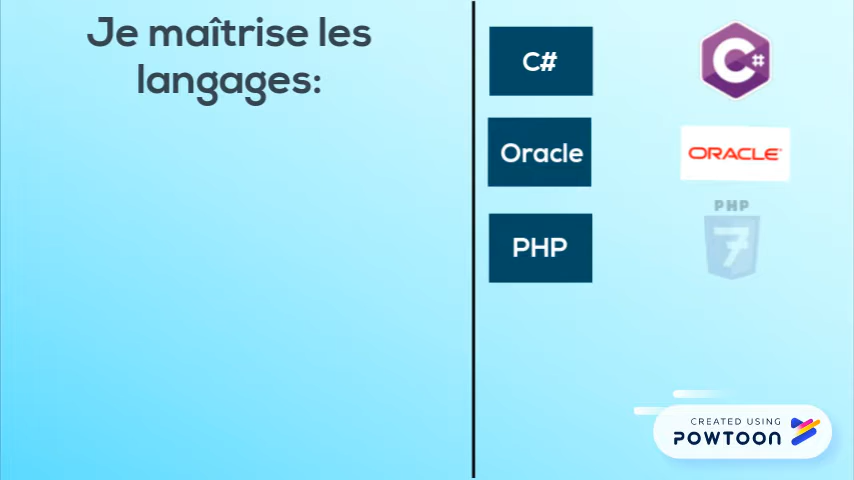 Je maîtrise les
langages:
C#
C#
Oracle
ORACLE
PHP
PHP
7
CREATED USING
POWTOON